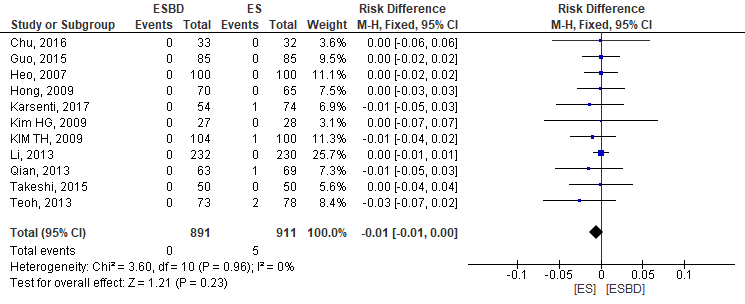 ESBD ES Risk Difference Risk Difference
Study or Subgroup Events Total Events Total Weight M-H, Fixed, 95% CI M-H, Fixed, 95% CI
Chu, 2016 0 33 0 32 3.6% 0.00 [-0.06, 0.06]
Guo, 2015 0 85 0 85 9.5% 0.00 [-0.02, 0.02]
Heo, 2007 0 100 0 100 11.1% 0.00 [-0.02, 0.02]
Hong, 2009 0 70 0 65 7.5% 0.00 [-0.03, 0.03]
Karsenti, 2017 0 54 1 74 6.9% -0.01 [-0.05, 0.03]
Kim HG, 2009 0 27 0 28 3.1% 0.00 [-0.07, 0.07]
KIM TH, 2009 0 104 1 100 11.3% -0.01 [-0.04, 0.02]
Li, 2013 0 232 0 230 25.7% 0.00 [-0.01, 0.01]
Qian, 2013 0 63 1 69 7.3% -0.01 [-0.05, 0.03]
Takeshi, 2015 0 50 0 50 5.6% 0.00 [-0.04, 0.04]
Teoh, 2013 0 73 2 78 8.4% -0.03 [-0.07, 0.02]
Total (95% CI) 891 911 100.0% -0.01 [-0.01, 0.00]
Total events 0 5
Heterogeneity: Chi² = 3.60, df = 10 (P = 0.96); I² = 0%
Test for overall effect: Z = 1.21 (P = 0.23)
-0.1 -0.05 0 0.05 0.1
[ES] [ESBD]